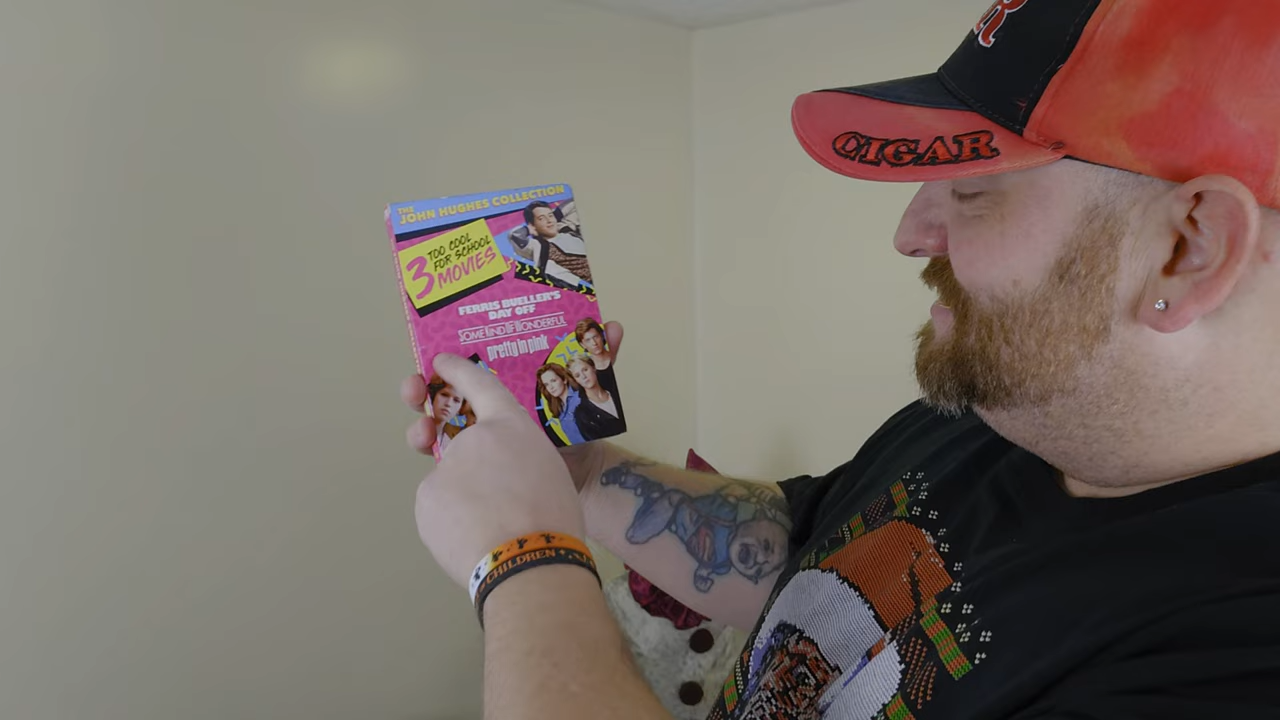 R
CIGAR
THE
JOHN HUGHES COLLECTION
3 TOO COOL
FOR SCHOOL
MOVIES
FERRIS BUELLER'S
DAY OFF
SOME KIND OF WONDERFUL
pretty in pink
CHILDREN